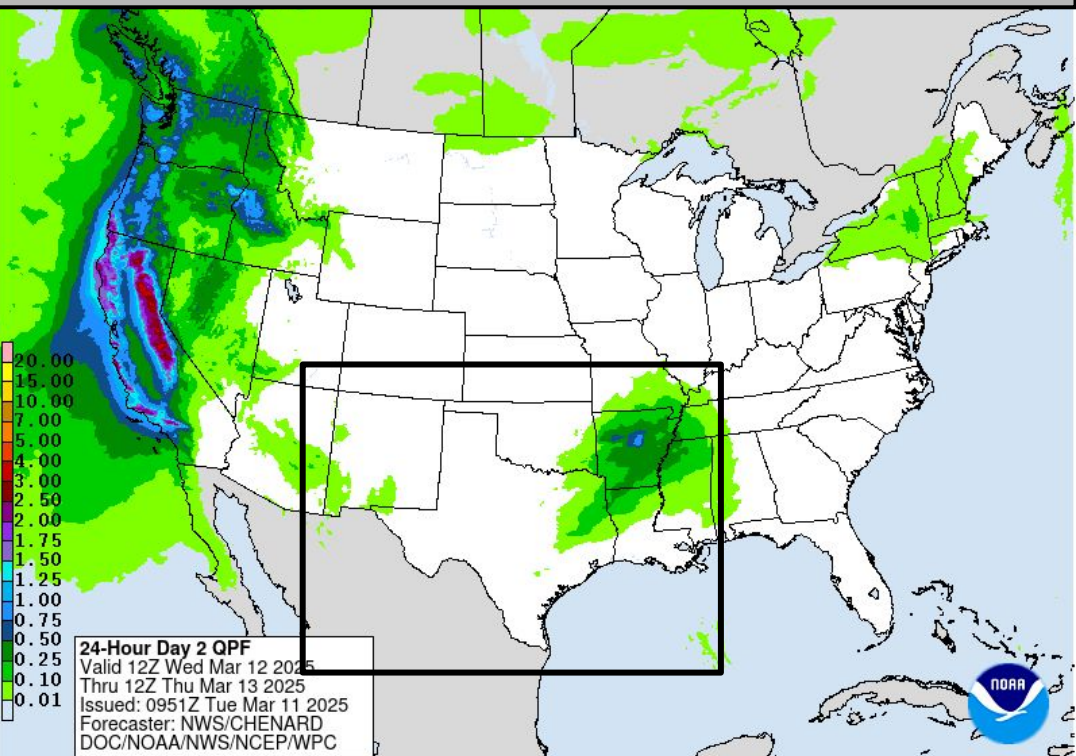 20.00
15.00
10.00
7.00
5.00
4.00
3.00
2.50
2.00
1.75
1.50
1.25
1.00
0.75
0.50
0.25
0.10
0.01
24-Hour Day 2 QPF
Valid 12Z Wed Mar 12 2025
Thru 12Z Thu Mar 13 2025
Issued: 0951Z Tue Mar 11 2025
Forecaster: NWS/CHENARD
DOC/NOAA/NWS/NCEP/WPC
NOAA